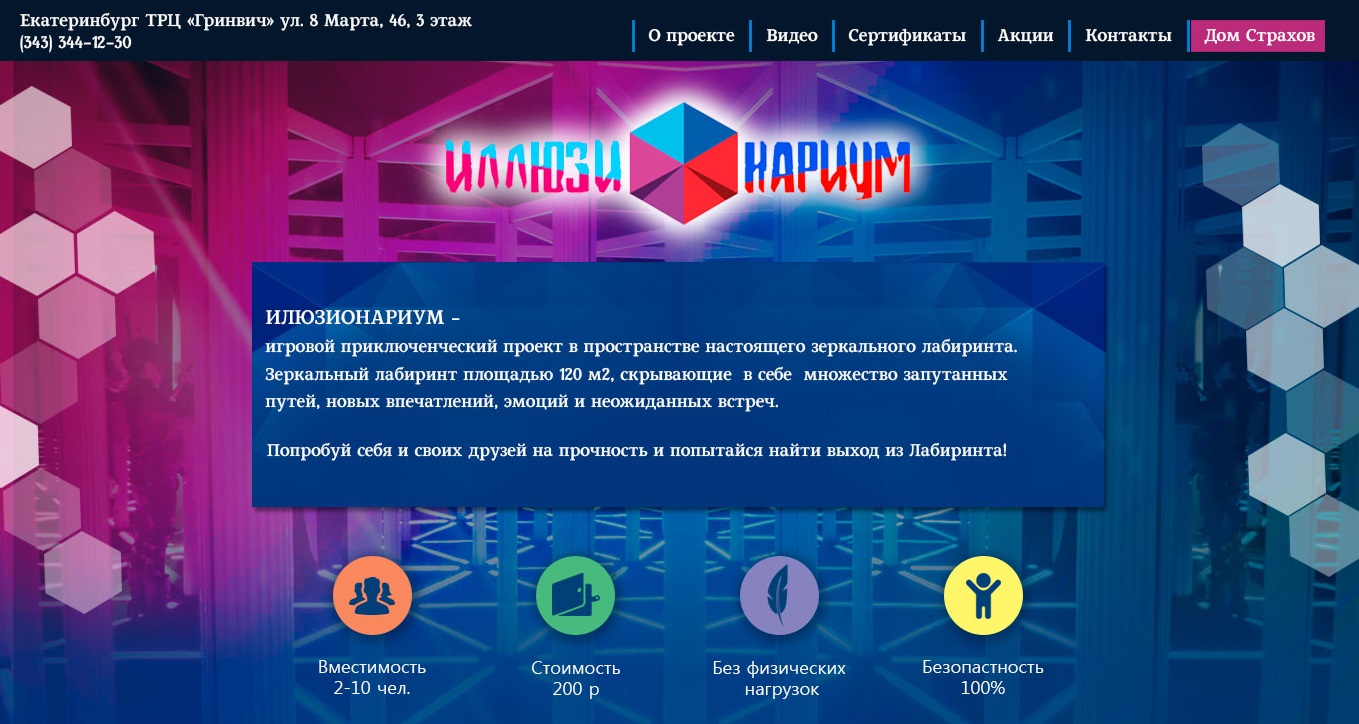 Екатеринбург ТРЦ «Гринвич» ул. 8 Марта, 46, 3 этаж
(343) 344-12-30
О проекте
Видео
Сертификаты
Акции
Контакты
Дом Страхов
ИЛЛЮЗИ НАРИУМ
ИЛЮЗИОНАРИУМ -
игровой приключенческий проект в пространстве настоящего зеркального лабиринта.
Зеркальный лабиринт площадью 120 м2, скрывающие в себе множество запутанных
путей, новых впечатлений, эмоций и неожиданных встреч.
Попробуй себя и своих друзей на прочность и попытайся найти выход из Лабиринта!
Вместимость
2-10 чел.
Стоимость
200 р
Без физических
нагрузок
Безопастность
100%